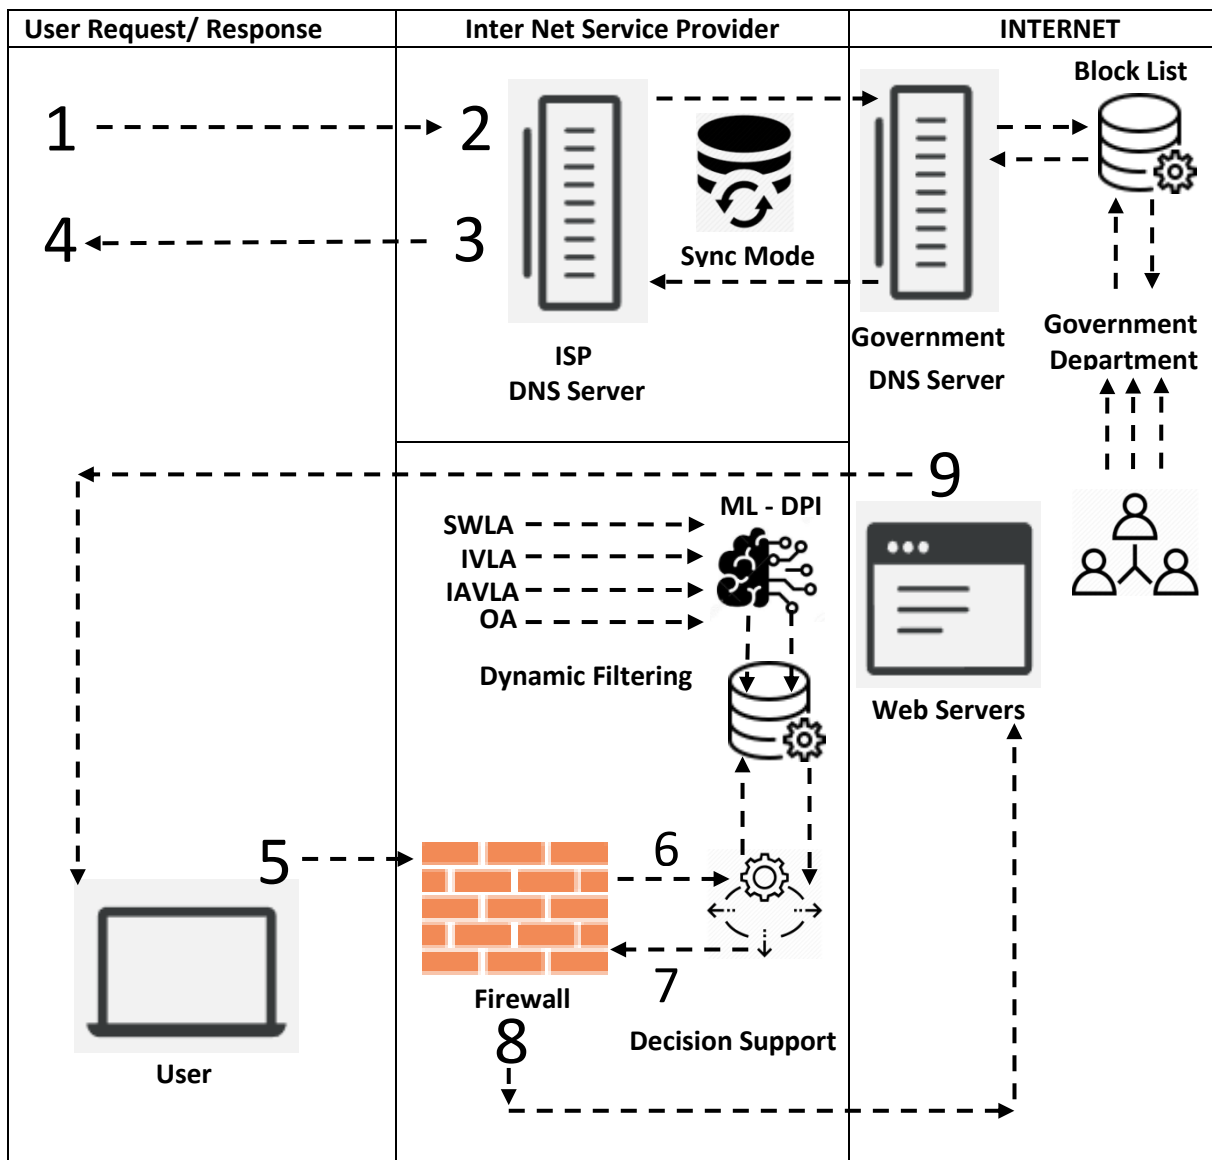 User Request/ Response
Inter Net Service Provider
INTERNET
Block List
1
2
4
3
Sync Mode
ISP
DNS Server
Government
DNS Server
Government
Department
9
ML - DPI
SWLA
IVLA
IAVLA
OA
Dynamic Filtering
Web Servers
5
6
7
Firewall
8
Decision Support
User